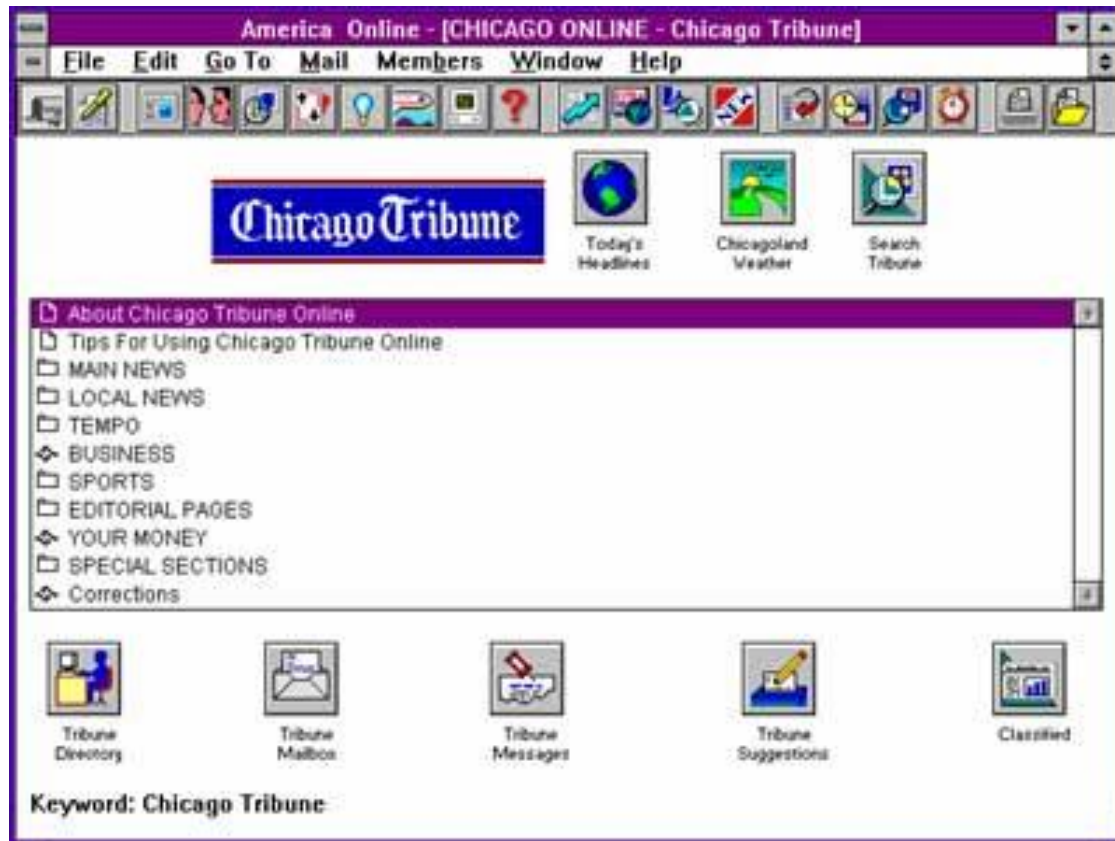 America Online - [CHICAGO ONLINE - Chicago Tribune]
File Edit Go To Mail Members Window Help
Chicago Tribune
Today's
Headlines
Chicagoland
Weather
Search
Tribune
About Chicago Tribune Online
Tips For Using Chicago Tribune Online
MAIN NEWS
LOCAL NEWS
TEMPO
BUSINESS
SPORTS
EDITORIAL PAGES
YOUR MONEY
SPECIAL SECTIONS
Corrections
Tribune
Directory
Tribune
Mailbox
Tribune
Messages
Tribune
Suggestions
Classified
Keyword: Chicago Tribune